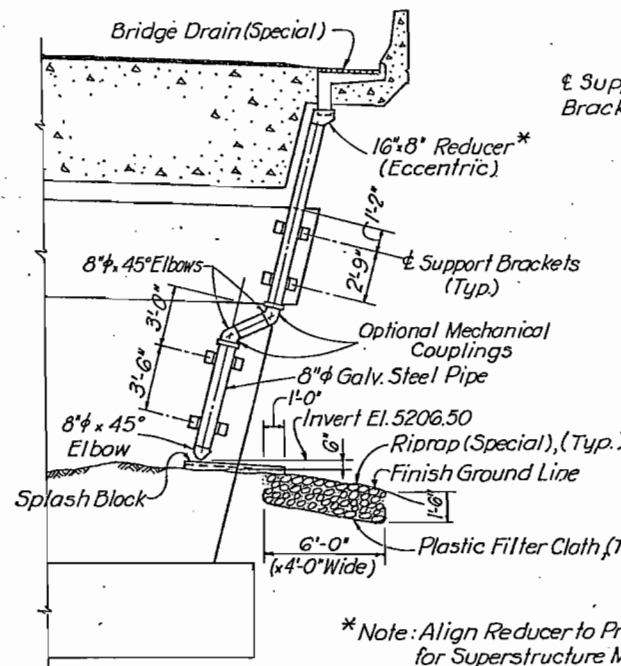 Bridge Drain (Special)
℄ Supp
Brack
16"x8" Reducer*
(Eccentric)
1'-2"
2'-9"
℄ Support Brackets
(Typ.)
8"φ x 45° Elbows
3'-0"
Optional Mechanical
Couplings
3'-6"
8"φ Galv. Steel Pipe
1'-0"
8"φ x 45°
Elbow
Invert El. 5206.50
6"
Riprap (Special), (Typ.)
Finish Ground Line
Splash Block
1'-6"
6'-0"
(x4'-0" Wide)
Plastic Filter Cloth, (T
*Note: Align Reducer to Pr
for Superstructure M